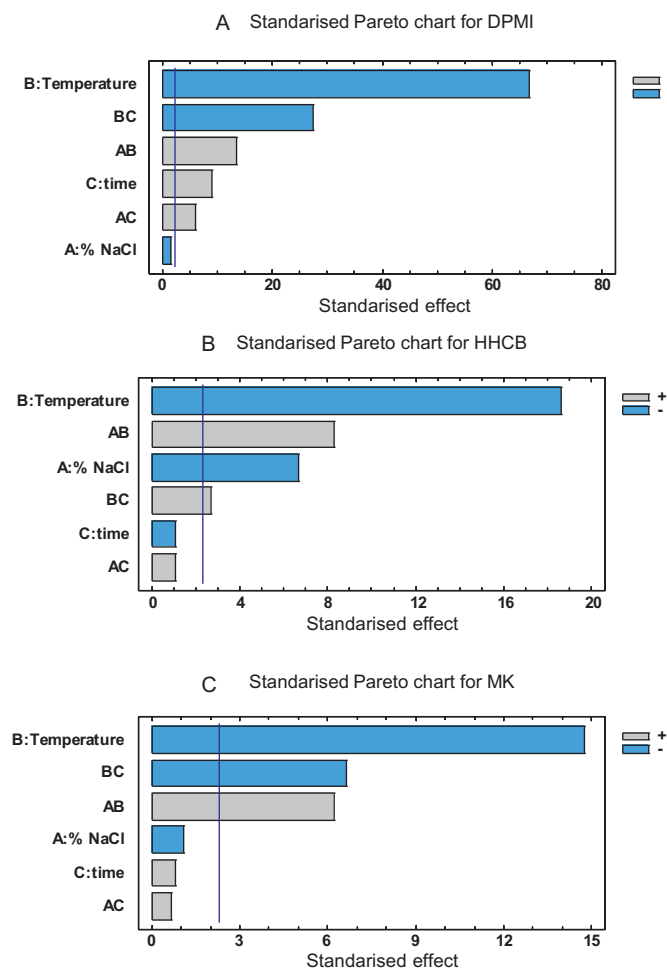 A Standarised Pareto chart for DPMI
B:Temperature
BC
AB
C:time
AC
A:% NaCl
0 20 40 60 80
Standarised effect
B Standarised Pareto chart for HHCB
B:Temperature
+
AB
-
A:% NaCl
BC
C:time
AC
0 4 8 12 16 20
Standarised effect
C Standarised Pareto chart for MK
B:Temperature
+
BC
-
AB
A:% NaCl
C:time
AC
0 3 6 9 12 15
Standarised effect